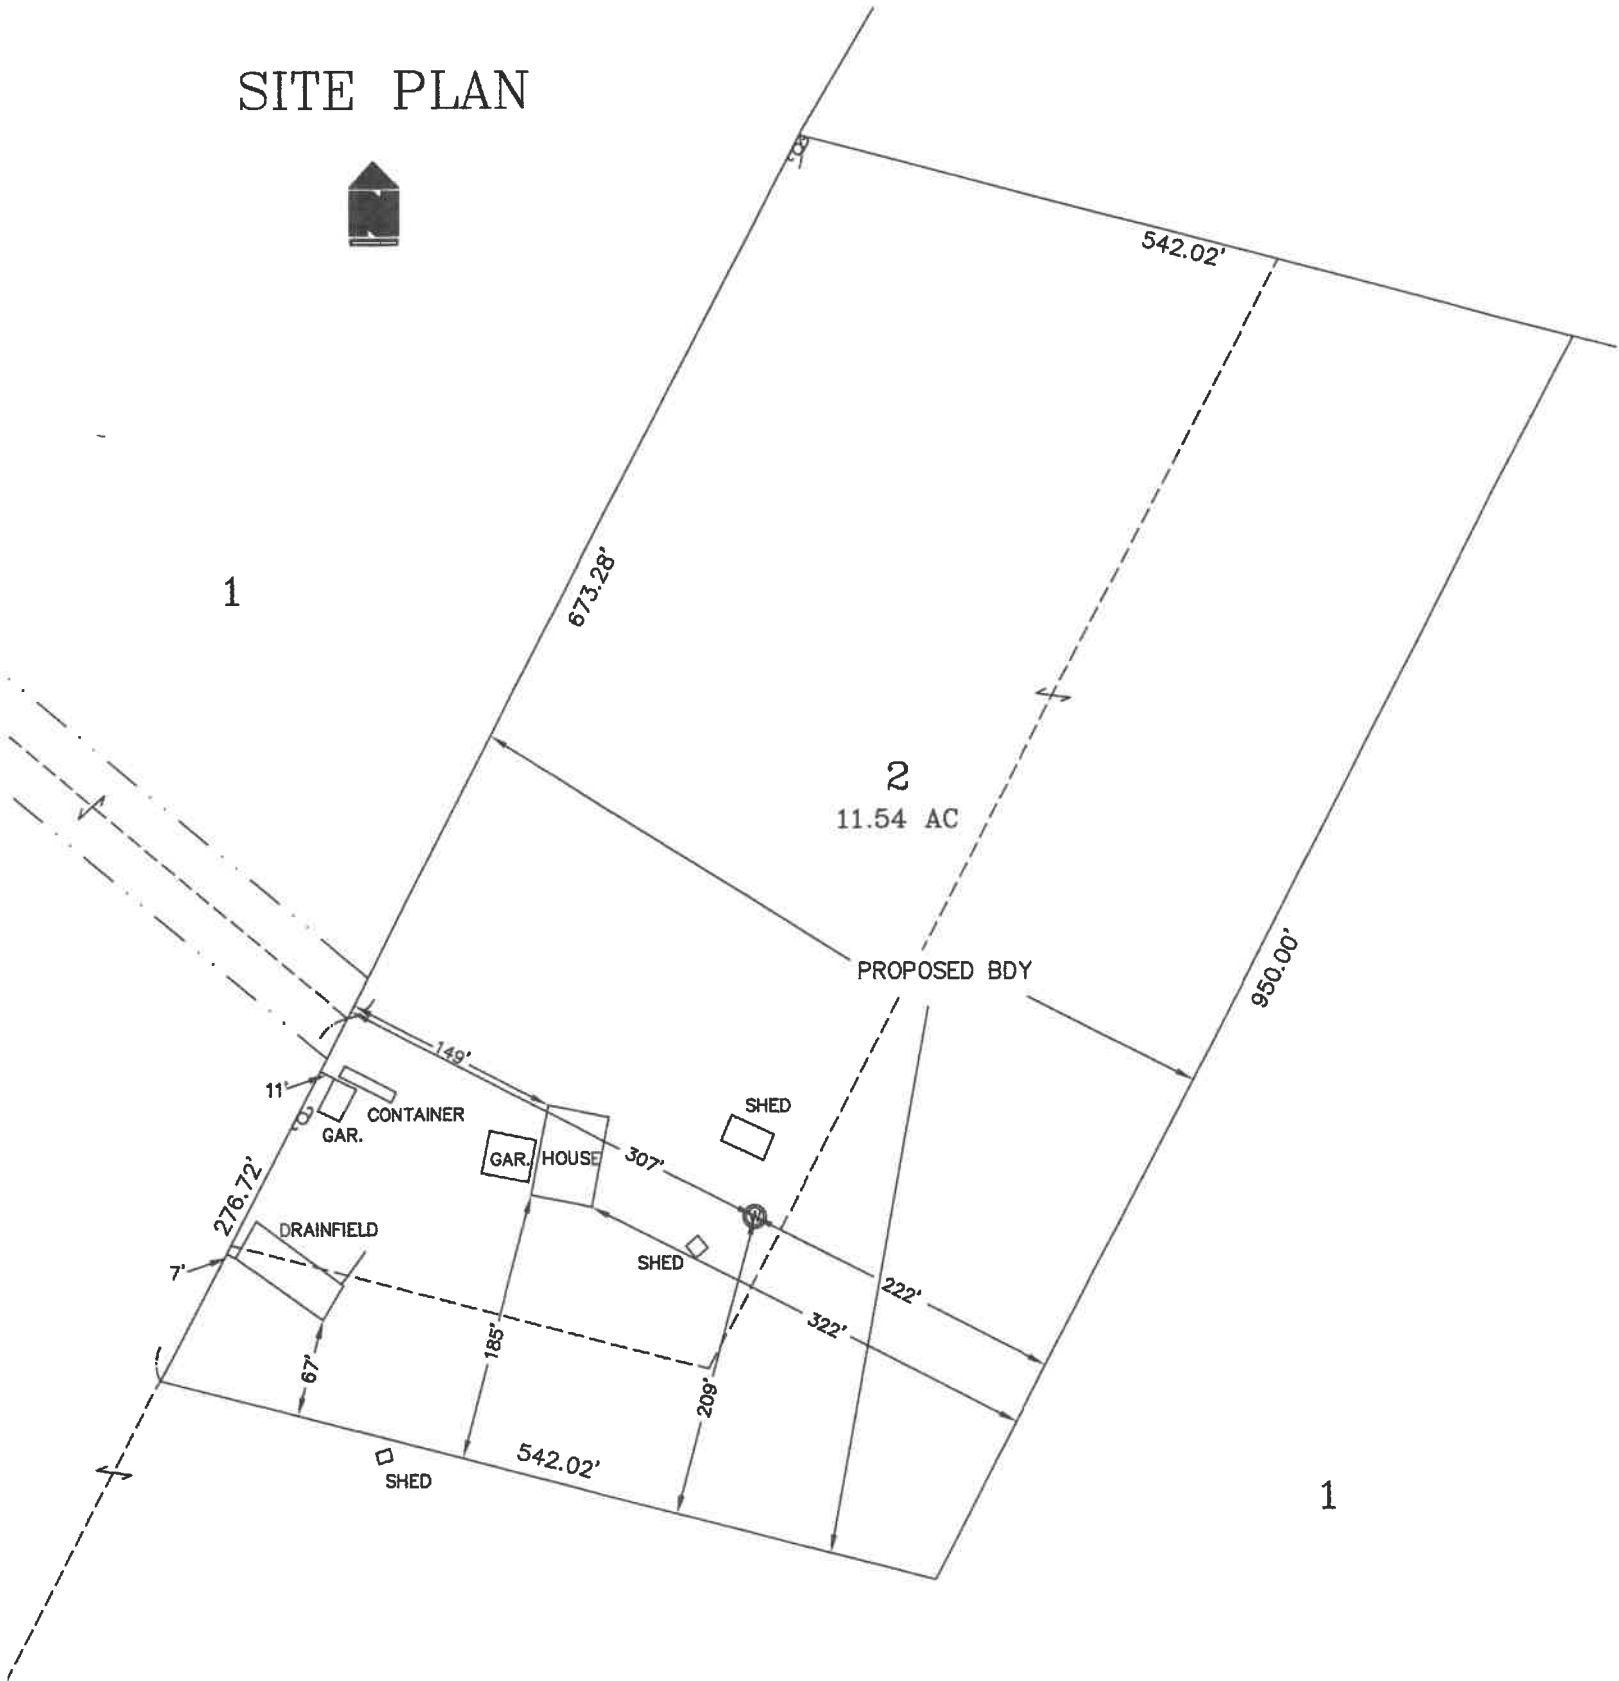 SITE PLAN
N
542.02'
673.28'
1
2
11.54 AC
PROPOSED BDY
950.00'
149'
11'
CONTAINER
GAR.
SHED
GAR.
HOUSE
307'
276.72'
DRAINFIELD
W
SHED
7'
222'
322'
185'
67'
209'
542.02'
SHED
1